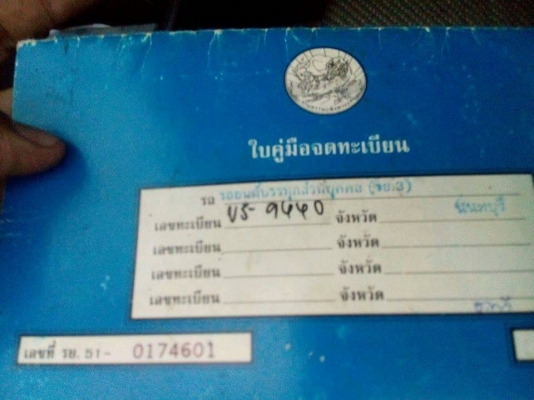 ใบคู่มือจดทะเบียน
รถ รถยนต์บรรทุกส่วนบุคคล (รย.3)
เลขทะเบียน บร-9440 จังหวัด นนทบุรี
เลขทะเบียน จังหวัด
เลขทะเบียน จังหวัด
เลขทะเบียน จังหวัด
เลขที่ รย. 51- 0174601